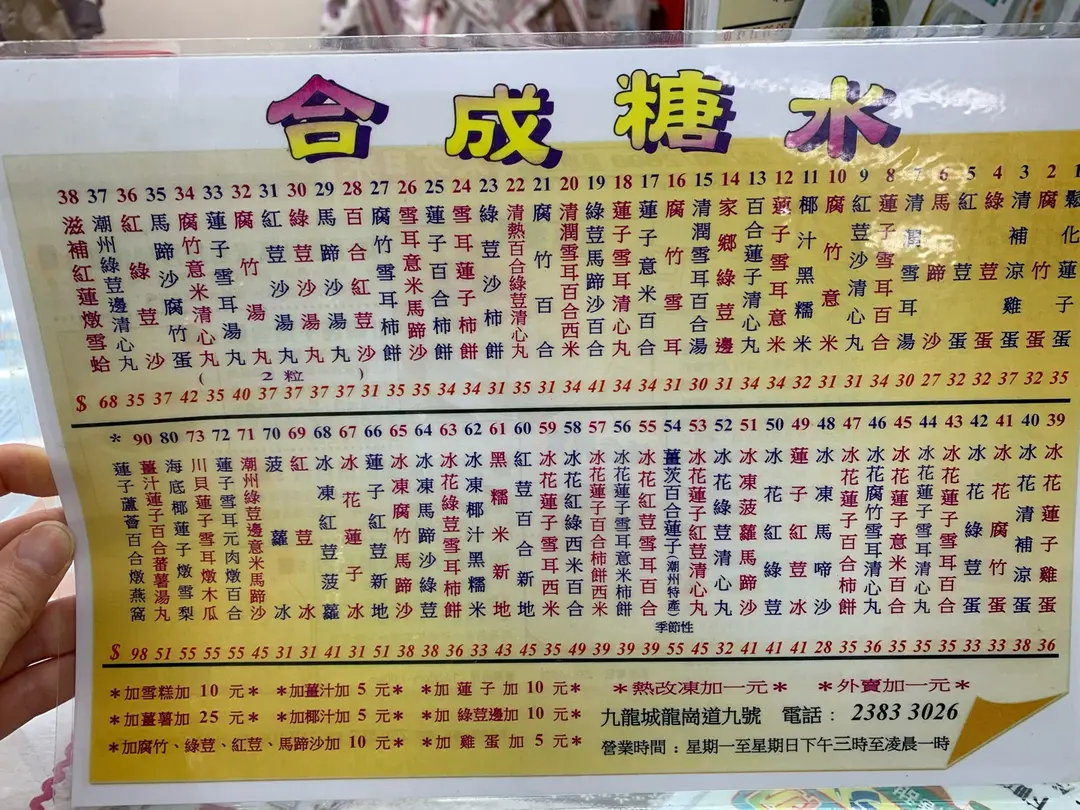 合成糖水
38 37 36 35 34 33 32 31 30 29 28 27 26 25 24 23 22 21 20 19 18 17 16 15 14 13 12 11 10 9 8 7 6 5 4 3 2 1
化蓮子蛋
腐竹蛋
清補涼雞蛋
綠荳蛋
紅荳蛋
馬蹄沙
清潤雪耳湯
蓮子雪耳百合
紅荳沙清心丸
腐竹意米
椰汁黑糯米
蓮子雪耳意米
百合蓮子清心丸
家鄉綠荳邊
清潤雪耳百合湯
腐竹雪耳
蓮子意米百合
蓮子雪耳清心丸
綠荳馬蹄沙百合
清潤雪耳百合西米
腐竹百合
清熱百合綠荳清心丸
綠荳沙柿餅
雪耳蓮子柿餅
蓮子百合柿餅
雪耳意米馬蹄沙
腐竹雪耳柿餅
百合紅荳沙
馬蹄沙湯丸
綠荳沙湯丸
紅荳沙湯丸
腐竹湯丸
蓮子雪耳湯丸
腐竹意米清心丸
馬蹄沙腐竹蛋
紅綠荳沙
潮州綠荳邊清心丸
滋補紅蓮燉雪蛤
( 2粒 )
$ 68 35 37 42 35 40 37 37 37 37 31 35 35 34 34 31 35 31 34 41 34 34 31 30 31 34 34 32 31 31 34 30 27 32 32 37 32 35
* 90 80 73 72 71 70 69 68 67 66 65 64 63 62 61 60 59 58 57 56 55 54 53 52 51 50 49 48 47 46 45 44 43 42 41 40 39
冰花蓮子雞蛋
冰花清補涼
冰花腐竹蛋
冰花綠荳蛋
冰花蓮子雪耳百合
冰花蓮子雪耳清心丸
冰花蓮子意米百合
冰花腐竹雪耳清心丸
冰花蓮子百合柿餅
冰凍馬啼沙
蓮子紅荳冰
冰花紅綠荳
冰凍菠蘿馬蹄沙
冰花綠荳清心丸
冰花蓮子紅荳清心丸
薑茨百合蓮子(潮州特產)
季節性
冰花紅荳雪耳百合
冰花蓮子雪耳意米柿餅
冰花蓮子百合柿餅西米
冰花紅綠西米百合
冰花蓮子雪耳西米
紅荳百合新地
黑糯米新地
冰凍椰汁黑糯米
冰花綠荳雪耳柿餅
冰凍馬蹄沙綠荳
冰凍腐竹馬蹄沙
蓮子紅荳新地
冰花蓮子冰
冰凍紅荳菠蘿
紅荳冰
菠蘿冰
潮州綠荳邊意米馬蹄沙
蓮子雪耳元肉燉百合
川貝蓮子雪耳燉木瓜
海底椰蓮子燉雪梨
薑汁蓮子百合蕃薯湯丸
蓮子蘆薈百合燉燕窩
$ 98 51 55 55 55 45 31 31 41 31 51 38 38 36 33 43 45 45 39 39 39 39 55 45 32 41 41 41 28 35 36 34 34 33 33 33 38 36
*加雪糕加 10 元* *加薑汁加 5 元* *加蓮子加 10 元* *熱改凍加一元* *外賣加一元*
*加薑薯加 25 元* *加椰汁加 5 元* *加綠荳邊加 10 元* 九龍城龍崗道九號 電話: 2383 3026
*加腐竹、綠荳、紅荳、馬蹄沙加 10 元* *加雞蛋加 5 元* 營業時間:星期一至星期日下午三時至凌晨一時